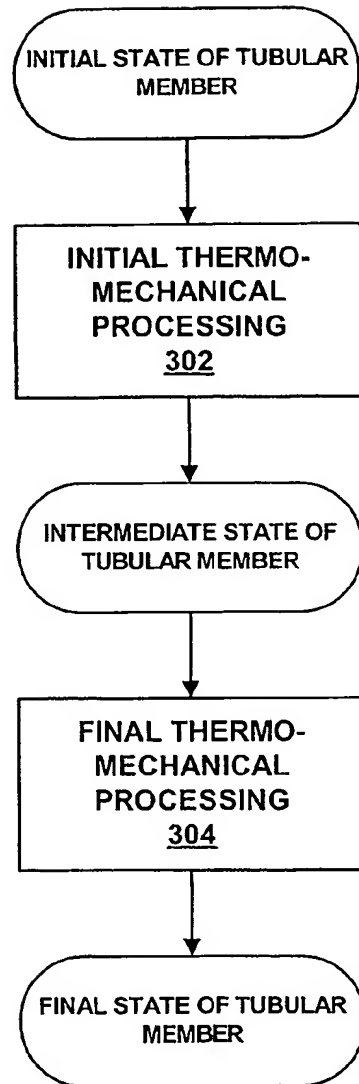 INITIAL STATE OF TUBULAR
MEMBER
INITIAL THERMO-
MECHANICAL
PROCESSING
302
INTERMEDIATE STATE OF
TUBULAR MEMBER
FINAL THERMO-
MECHANICAL
PROCESSING
304
FINAL STATE OF TUBULAR
MEMBER